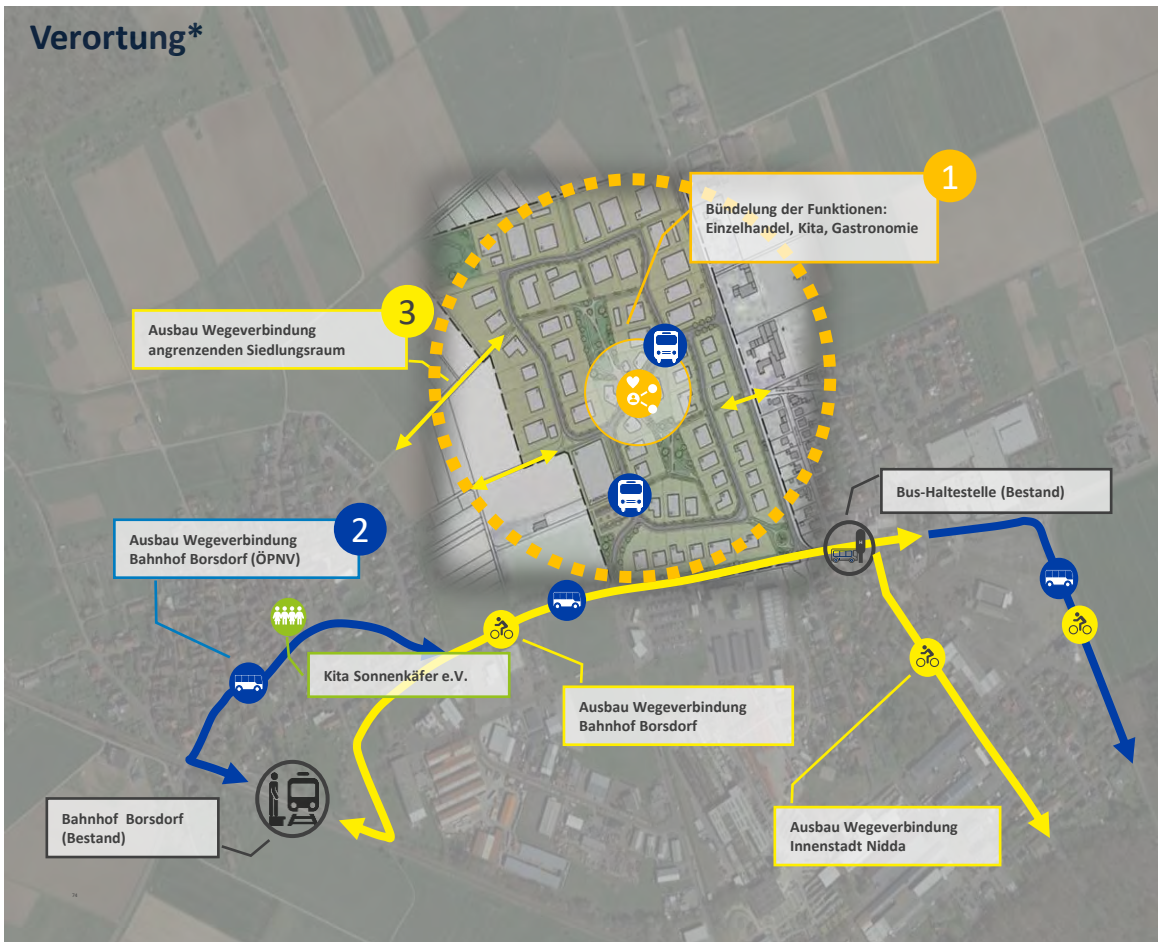 Verortung*
1
Bündelung der Funktionen:
Einzelhandel, Kita, Gastronomie
3
Ausbau Wegeverbindung
angrenzenden Siedlungsraum
Bus-Haltestelle (Bestand)
2
Ausbau Wegeverbindung
Bahnhof Borsdorf (ÖPNV)
Kita Sonnenkäfer e.V.
Ausbau Wegeverbindung
Bahnhof Borsdorf
Bahnhof Borsdorf
(Bestand)
Ausbau Wegeverbindung
Innenstadt Nidda